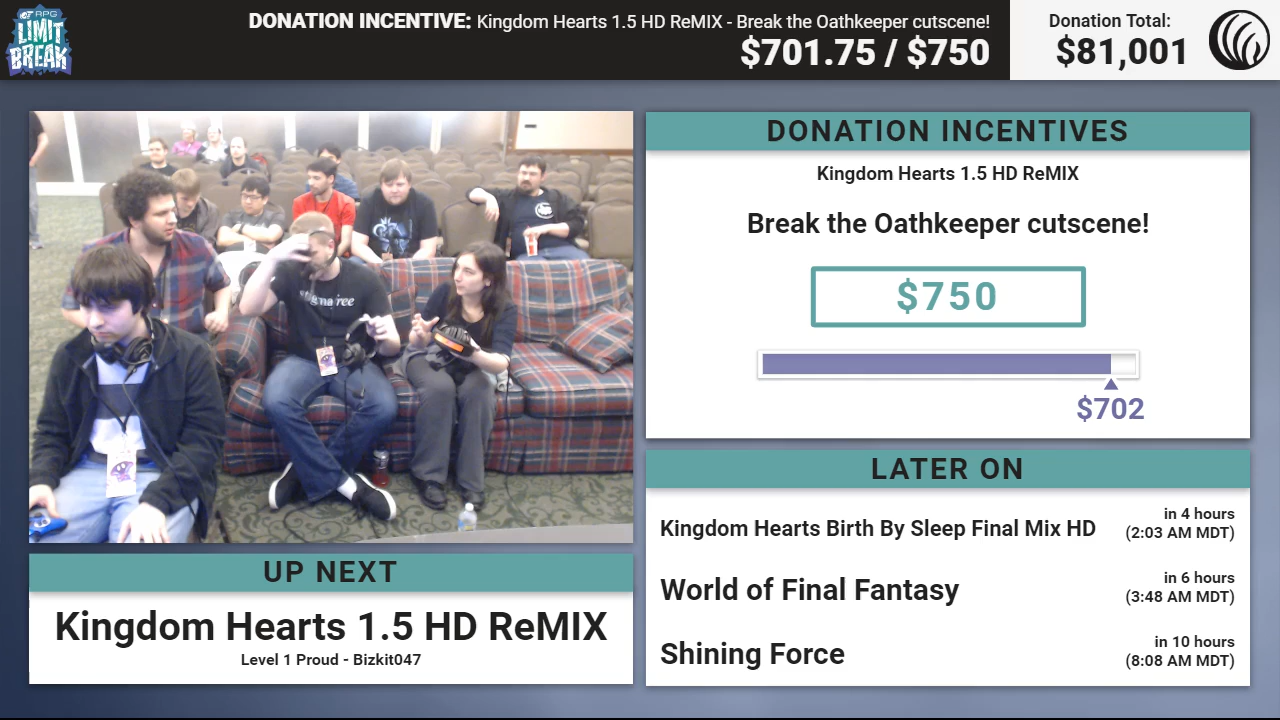 RPG
LIMIT
BREAK
DONATION INCENTIVE: Kingdom Hearts 1.5 HD ReMIX - Break the Oathkeeper cutscene!
$701.75 / $750
Donation Total:
$81,001
DONATION INCENTIVES
Kingdom Hearts 1.5 HD ReMIX
Break the Oathkeeper cutscene!
$750
$702
UP NEXT
Kingdom Hearts 1.5 HD ReMIX
Level 1 Proud - Bizkit047
LATER ON
Kingdom Hearts Birth By Sleep Final Mix HD
in 4 hours
(2:03 AM MDT)
World of Final Fantasy
in 6 hours
(3:48 AM MDT)
Shining Force
in 10 hours
(8:08 AM MDT)